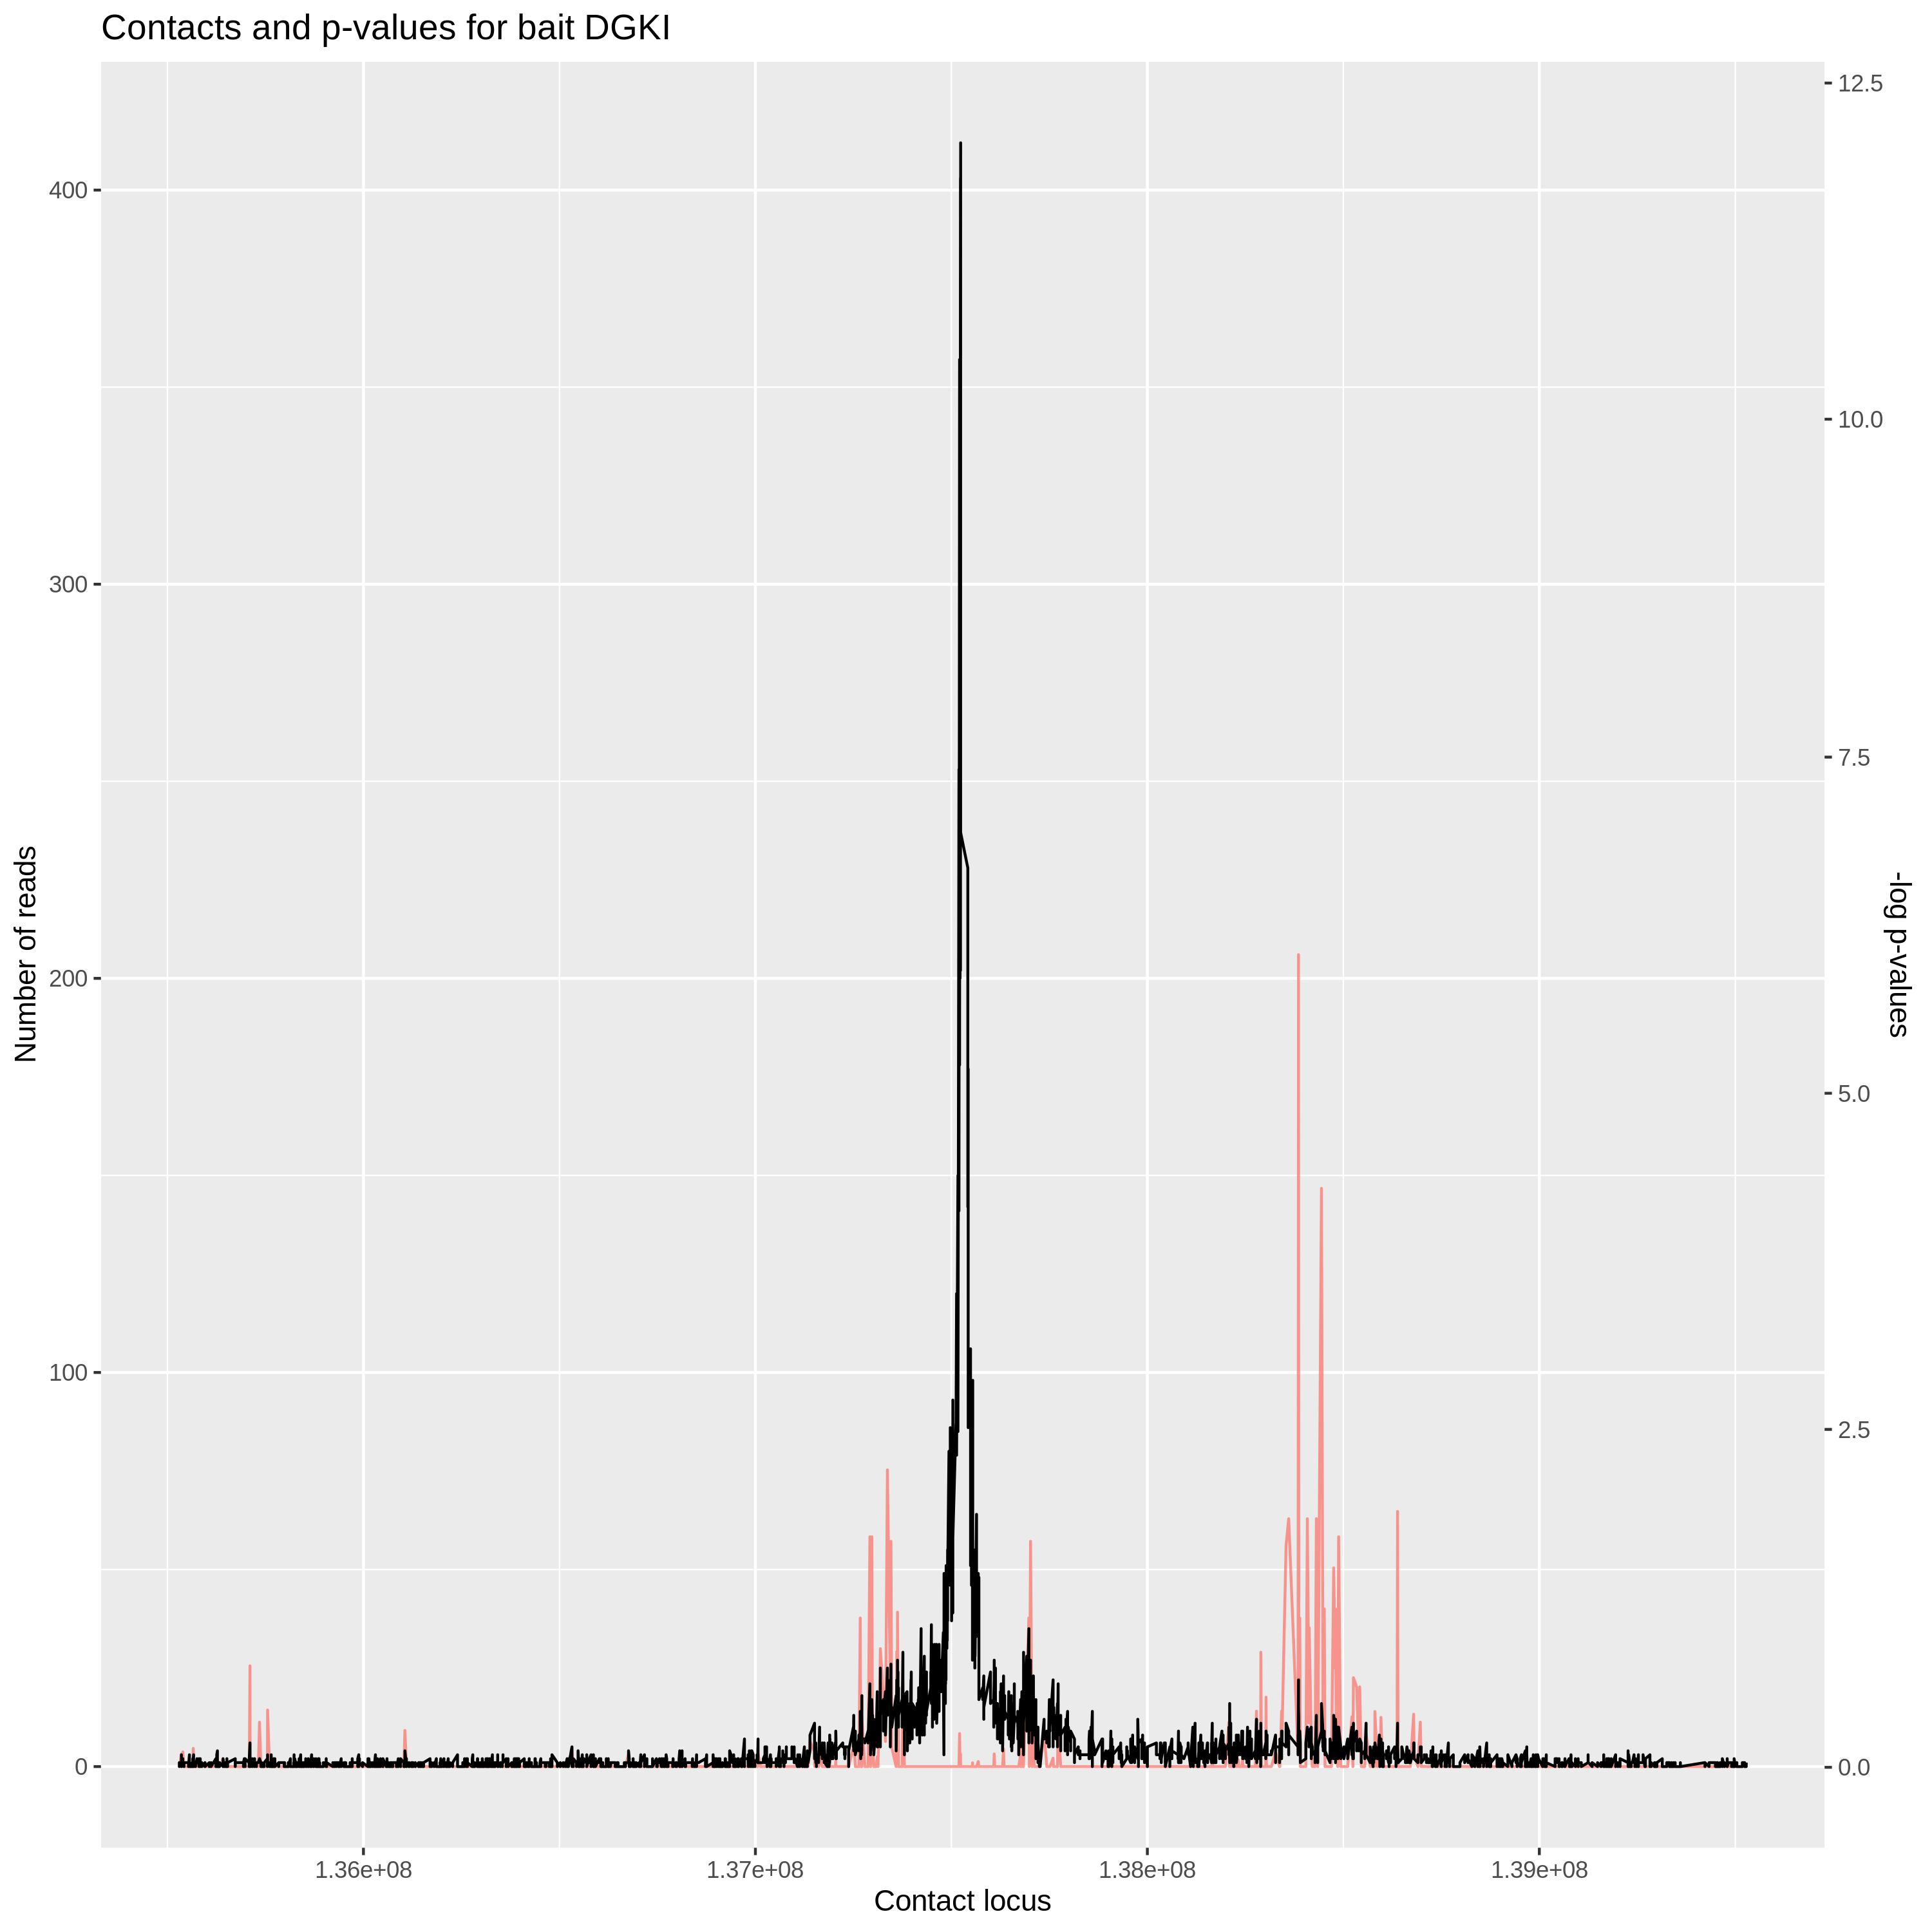 Contacts and p-values for bait DGKI
Number of reads
400
300
200
100
0
12.5
10.0
7.5
5.0
2.5
0.0
-log p-values
1.36e+08
1.37e+08
1.38e+08
1.39e+08
Contact locus